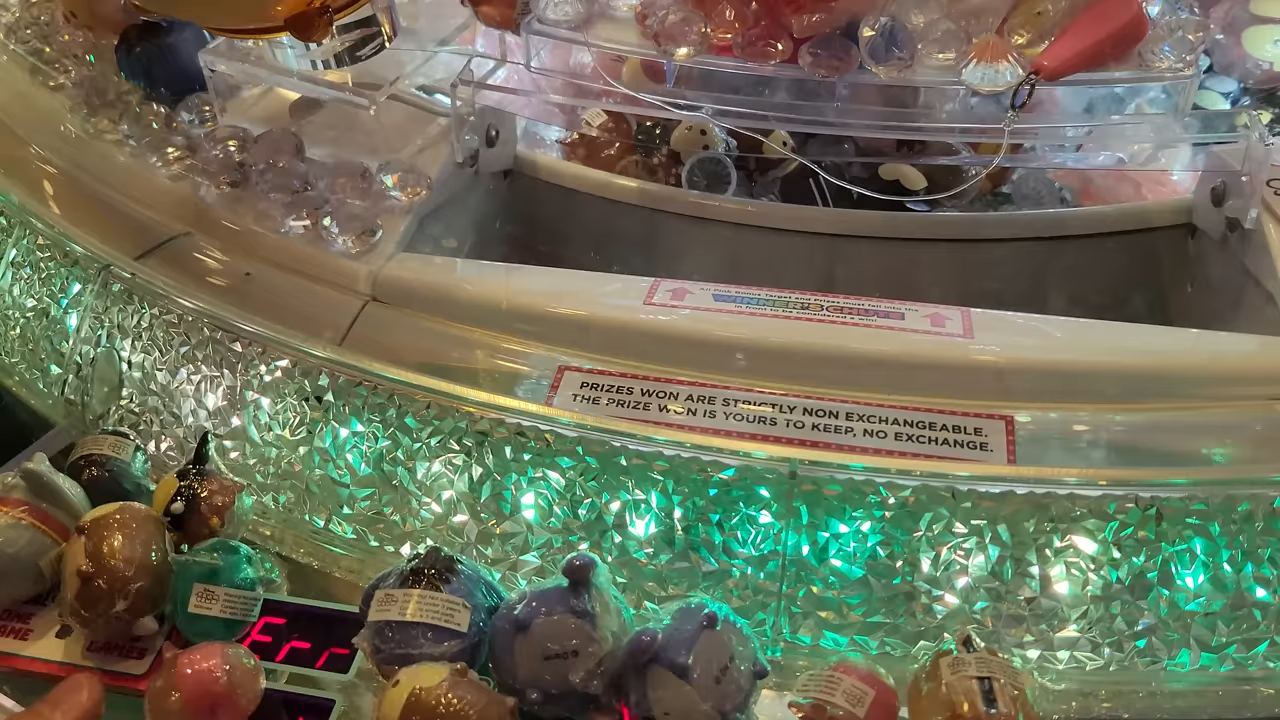 All Pink Bonus Target and Prizes must fall into the
WINNER'S CHUTE
in front to be considered a win!
PRIZES WON ARE STRICTLY NON EXCHANGEABLE.
THE PRIZE WON IS YOURS TO KEEP, NO EXCHANGE.
Err
GAMES